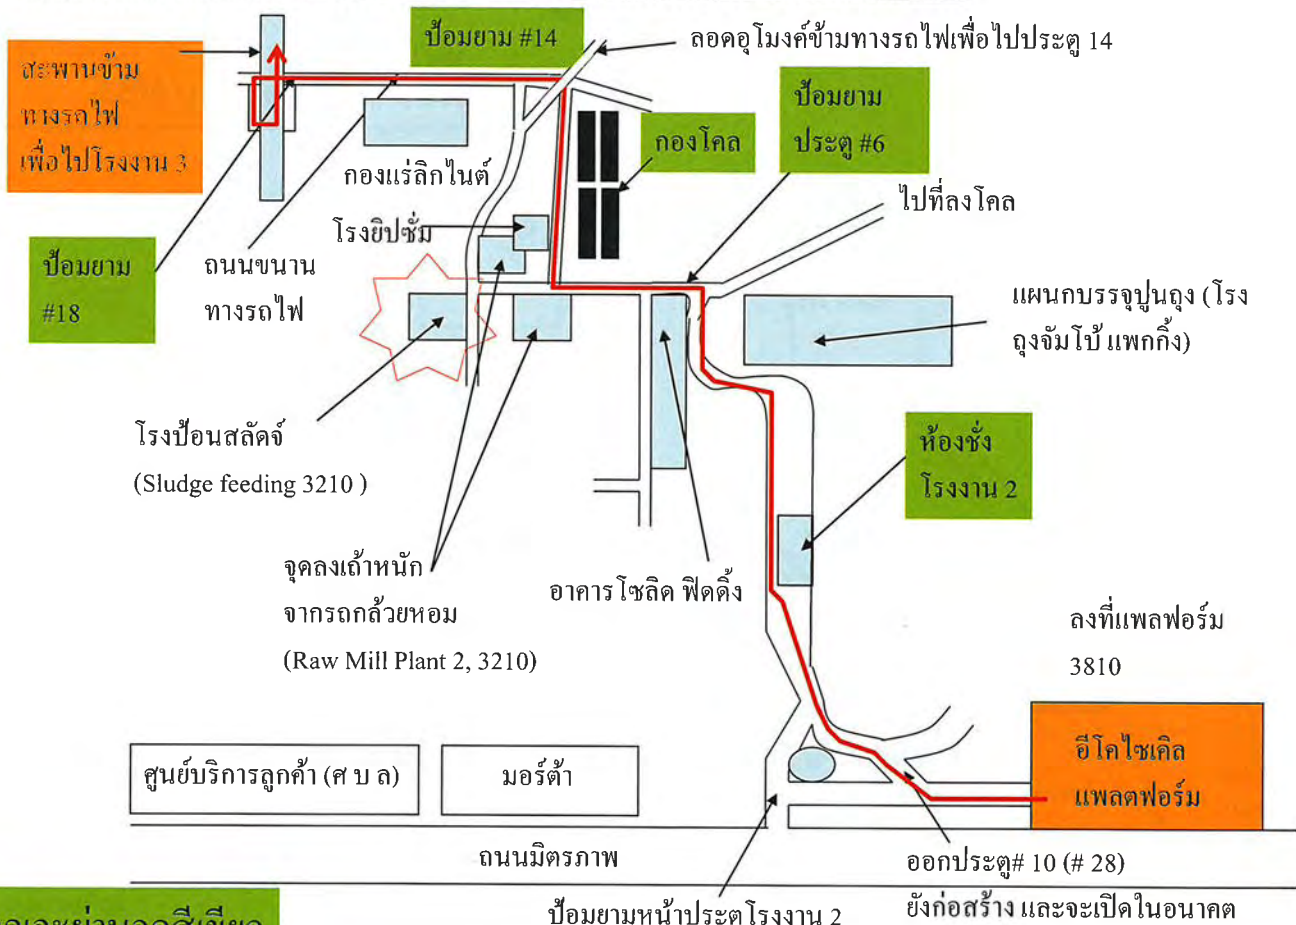 ป้อมยาม #14
ลอดอุโมงค์ข้ามทางรถไฟเพื่อไปประตู 14
สะพานข้าม
ทางรถไฟ
เพื่อไปโรงงาน 3
ป้อมยาม
ประตู #6
กองโคล
กองแร่ลิกไนต์
ไปที่ลงโคล
โรงยิปซั่ม
ป้อมยาม
#18
ถนนขนาน
ทางรถไฟ
แผนกบรรจุปูนถุง (โรง
ถุงจัมโบ้ แพกกิ้ง)
โรงป้อนสลัดจ์
(Sludge feeding 3210 )
ห้องชั่ง
โรงงาน 2
จุดลงเถ้าหนัก
จากรถกล้วยหอม
(Raw Mill Plant 2, 3210)
อาคารโซลิด ฟิดดิ้ง
ลงที่แพลฟอร์ม
3810
อีโคไซเคิล
แพลตฟอร์ม
ศูนย์บริการลูกค้า (ศ บ ล)
มอร์ต้า
ถนนมิตรภาพ
ออกประตู# 10 (# 28)
ยังก่อสร้าง และจะเปิดในอนาคต
ป้อมยามหน้าประตูโรงงาน 2